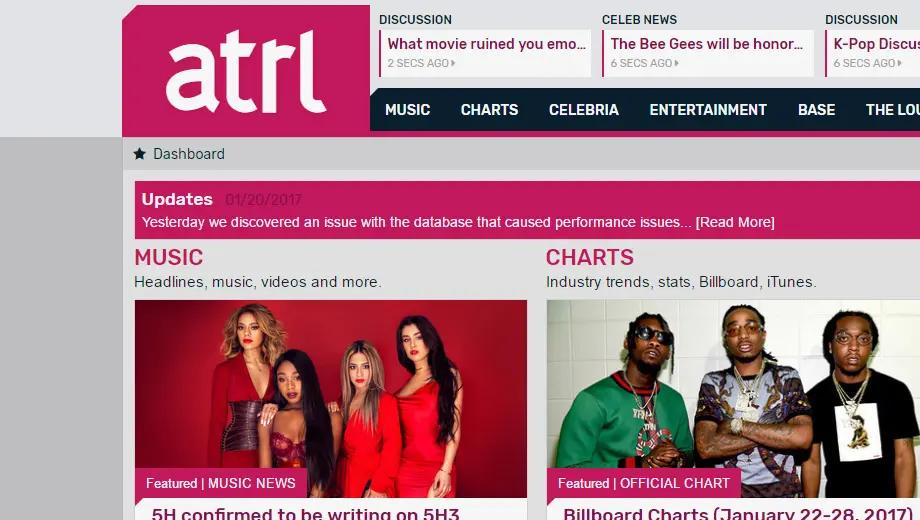 atrl
DISCUSSION
What movie ruined you emo...
2 SECS AGO
CELEB NEWS
The Bee Gees will be honor...
6 SECS AGO
DISCUSSION
K-Pop Discus
6 SECS AGO
MUSIC CHARTS CELEBRIA ENTERTAINMENT BASE THE LOU
Dashboard
Updates 01/20/2017
Yesterday we discovered an issue with the database that caused performance issues... [Read More]
MUSIC
Headlines, music, videos and more.
Featured | MUSIC NEWS
5H confirmed to be writing on 5H3
CHARTS
Industry trends, stats, Billboard, iTunes.
Featured | OFFICIAL CHART
Billboard Charts (January 22-28, 2017)